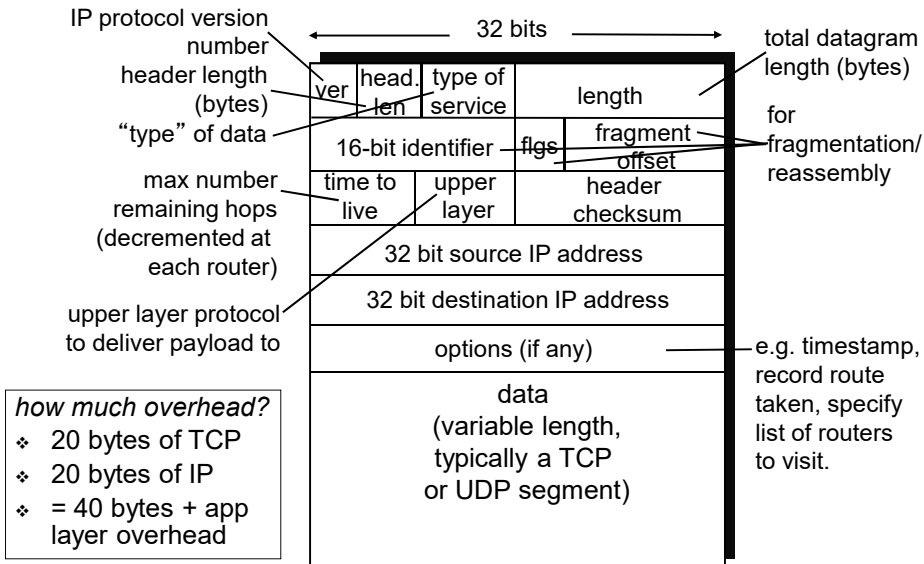 IP protocol version
number
header length
(bytes)
“type” of data
max number
remaining hops
(decremented at
each router)
upper layer protocol
to deliver payload to
how much overhead?
❖ 20 bytes of TCP
❖ 20 bytes of IP
❖ = 40 bytes + app
layer overhead
32 bits
ver
head.
len
type of
service
length
16-bit identifier
flgs
fragment
offset
time to
live
upper
layer
header
checksum
32 bit source IP address
32 bit destination IP address
options (if any)
data
(variable length,
typically a TCP
or UDP segment)
total datagram
length (bytes)
for
fragmentation/
reassembly
e.g. timestamp,
record route
taken, specify
list of routers
to visit.